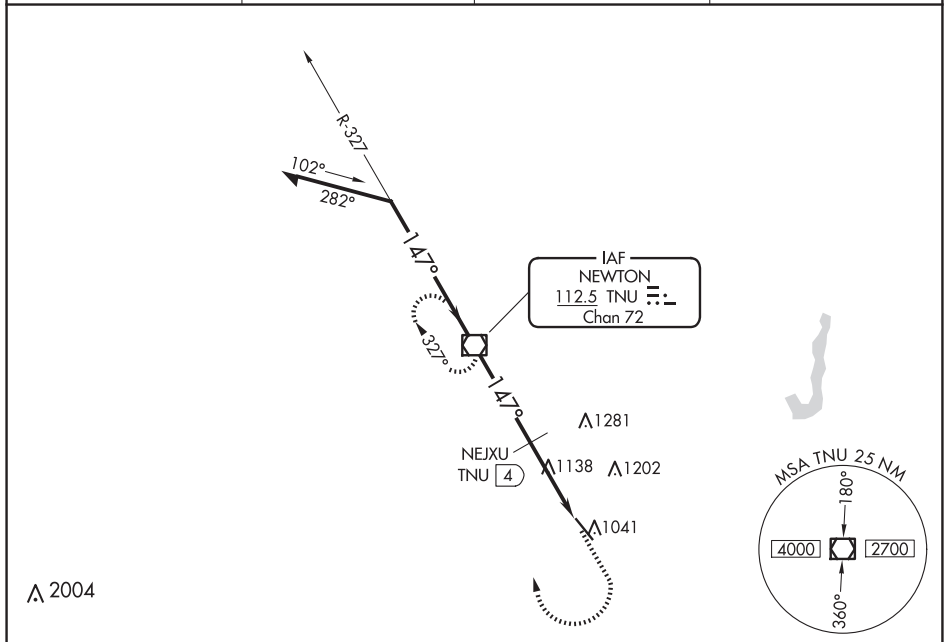 R-327
102°
282°
147°
IAF
NEWTON
112.5 TNU
Chan 72
327°
147°
1281
NEJXU
TNU 4
1138
1202
1041
MSA TNU 25 NM
180°
4000
2700
360°
2004